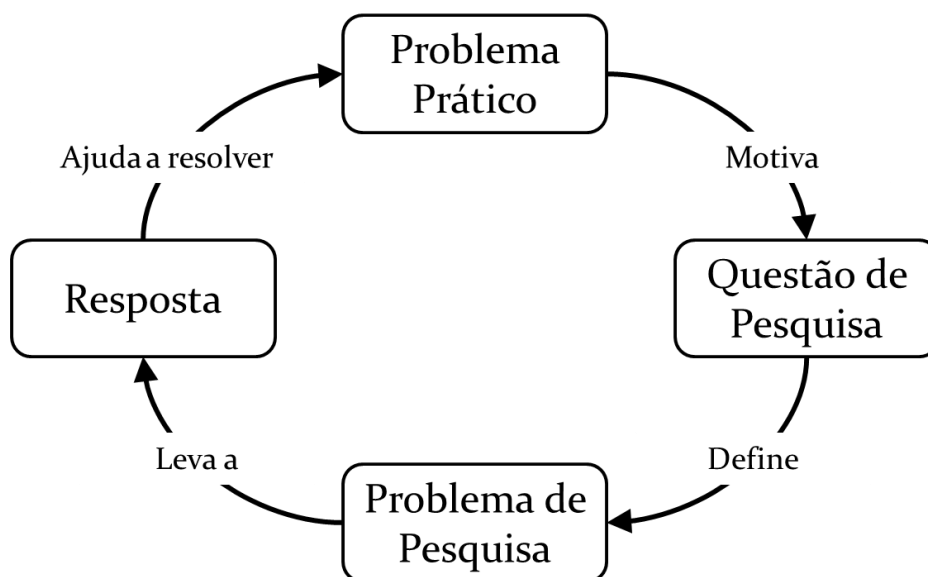 Problema
Prático
Motiva
Questão de
Pesquisa
Define
Problema de
Pesquisa
Leva a
Resposta
Ajuda a resolver